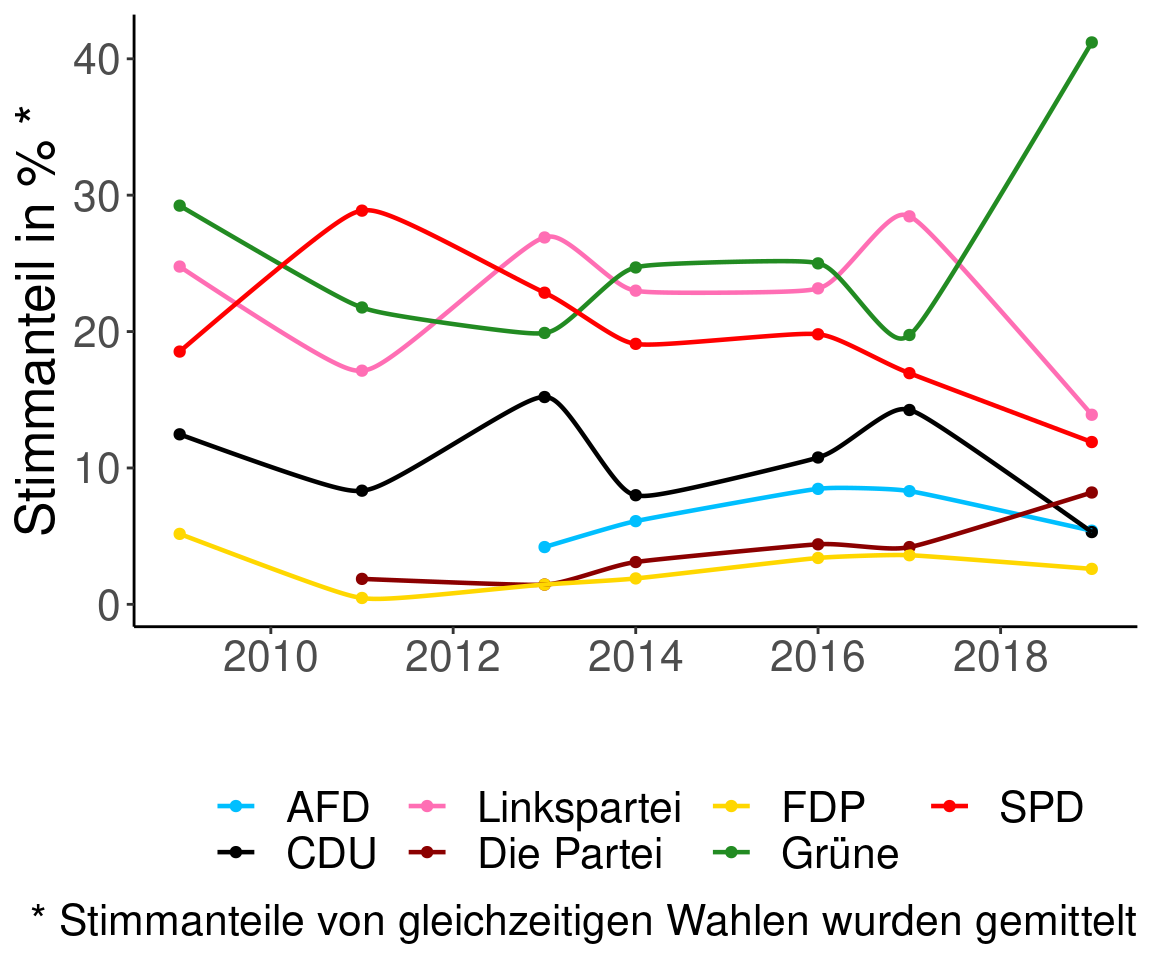 Stimmanteil in % *
40
30
20
10
0
2010 2012 2014 2016 2018
AFD Linkspartei FDP SPD
CDU Die Partei Grüne
* Stimmanteile von gleichzeitigen Wahlen wurden gemittelt